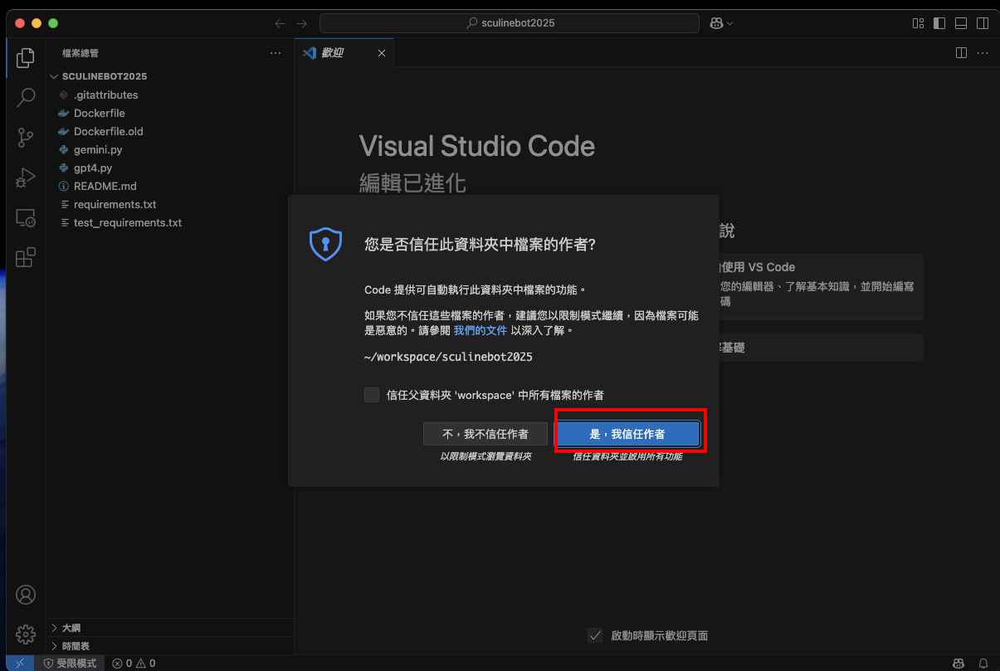 sculinebot2025
檔案總管
歡迎
SCULINEBOT2025
.gitattributes
Dockerfile
Dockerfile.old
gemini.py
gpt4.py
README.md
requirements.txt
test_requirements.txt
Visual Studio Code
編輯已進化
說
使用 VS Code
您的編輯器、了解基本知識，並開始編寫
碼
基礎
您是否信任此資料夾中檔案的作者?
Code 提供可自動執行此資料夾中檔案的功能。
如果您不信任這些檔案的作者，建議您以限制模式繼續，因為檔案可能
是惡意的。請參閱 我們的文件 以深入了解。
~/workspace/sculinebot2025
信任父資料夾 'workspace' 中所有檔案的作者
不，我不信任作者
是，我信任作者
以限制模式瀏覽資料夾
信任資料夾並啟用所有功能
大綱
時間表
啟動時顯示歡迎頁面
受限模式
0
0